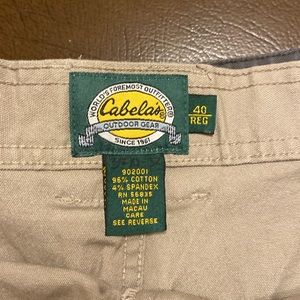 WORLD'S FOREMOST OUTFITTER®
Cabela's®
OUTDOOR GEAR
SINCE 1961
40
REG
902001
96% COTTON
4% SPANDEX
RN 56835
MADE IN
MACAU
CARE
SEE REVERSE